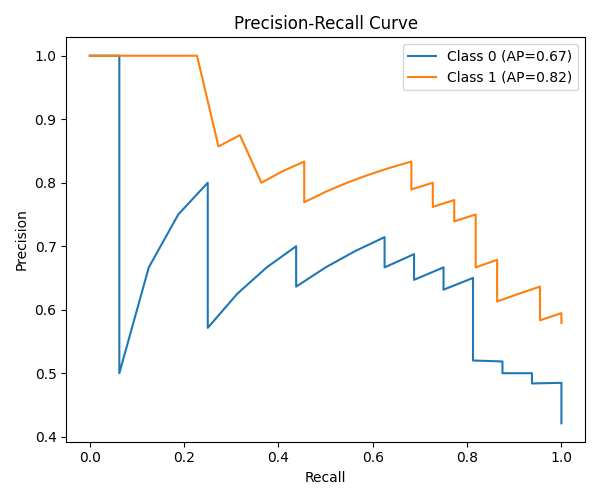 Precision-Recall Curve
Class 0 (AP=0.67)
Class 1 (AP=0.82)
Precision
1.0
0.9
0.8
0.7
0.6
0.5
0.4
0.0 0.2 0.4 0.6 0.8 1.0
Recall